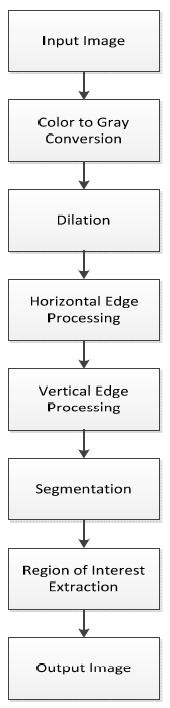 Input Image
Color to Gray
Conversion
Dilation
Horizontal Edge
Processing
Vertical Edge
Processing
Segmentation
Region of Interest
Extraction
Output Image